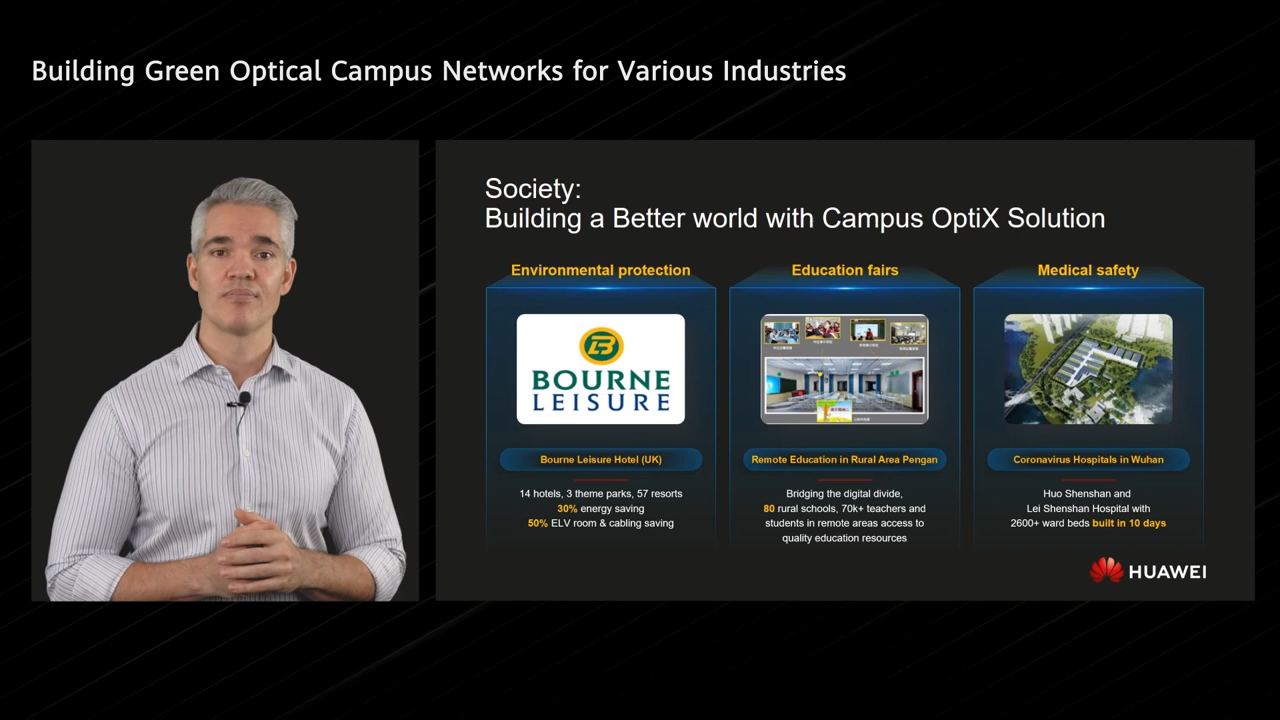 Building Green Optical Campus Networks for Various Industries
Society:
Building a Better world with Campus OptiX Solution
Environmental protection
BOURNE
LEISURE
Bourne Leisure Hotel (UK)
14 hotels, 3 theme parks, 57 resorts
30% energy saving
50% ELV room & cabling saving
Education fairs
Remote Education in Rural Area Pengan
Bridging the digital divide,
80 rural schools, 70k+ teachers and
students in remote areas access to
quality education resources
Medical safety
Coronavirus Hospitals in Wuhan
Huo Shenshan and
Lei Shenshan Hospital with
2600+ ward beds built in 10 days
HUAWEI